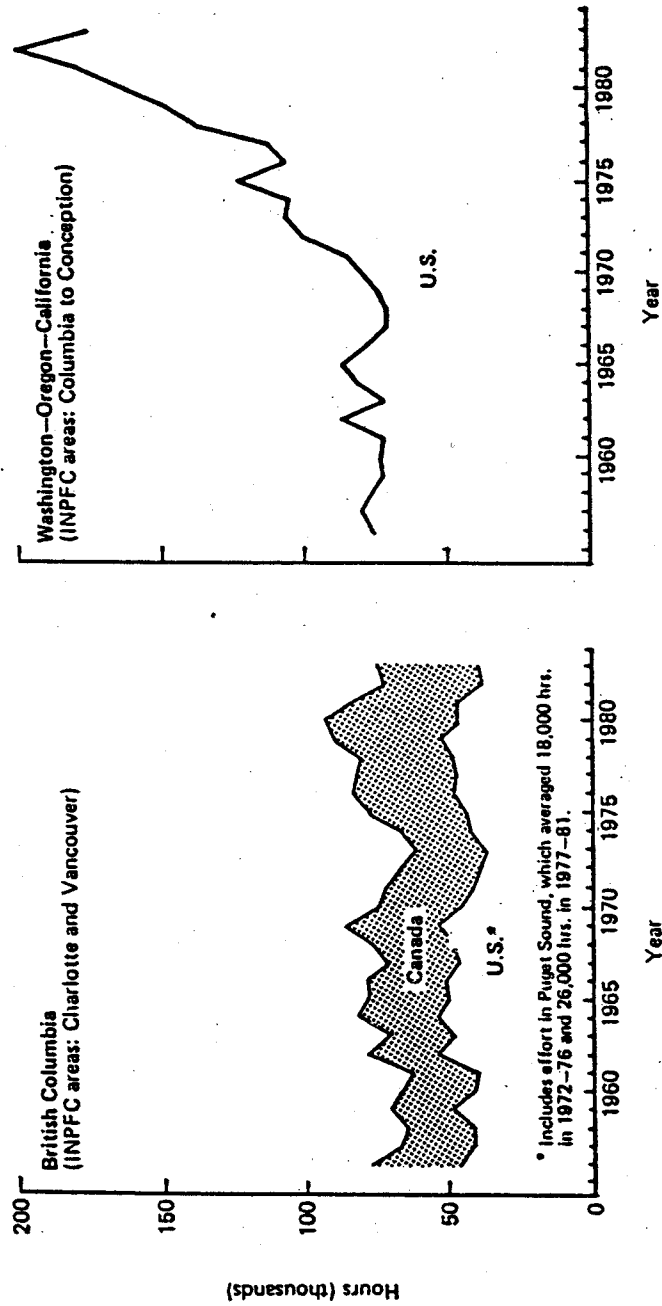 Hours (thousands)
200
150
100
50
0
British Columbia
(INPFC areas: Charlotte and Vancouver)
Canada
U.S.*
* Includes effort in Puget Sound, which averaged 18,000 hrs.
in 1972–76 and 26,000 hrs. in 1977–81.
1960
1965
1970
1975
1980
Year
Washington–Oregon–California
(INPFC areas: Columbia to Conception)
U.S.
1960
1965
1970
1975
1980
Year